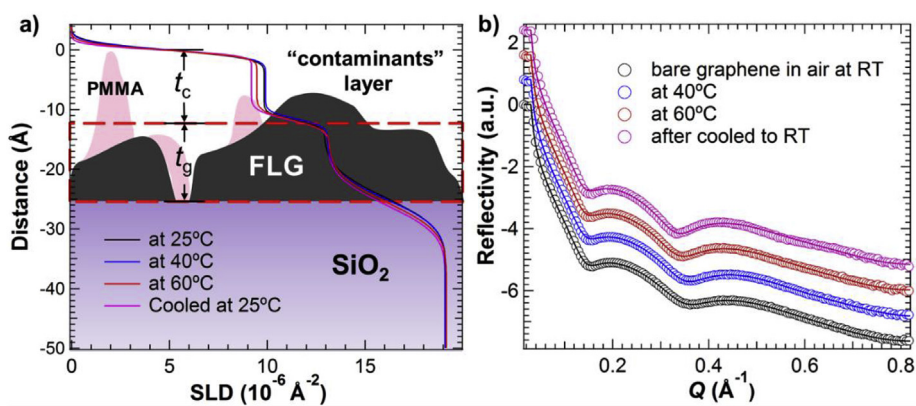 a)
0
-10
-20
-30
-40
-50
Distance (Å)
PMMA
tc
tg
"contaminants"
layer
FLG
SiO2
at 25ºC
at 40ºC
at 60ºC
Cooled at 25ºC
0
5
10
15
SLD (10-6 Å-2)
b)
2
0
-2
-4
-6
Reflectivity (a.u.)
bare graphene in air at RT
at 40ºC
at 60ºC
after cooled to RT
0.2
0.4
0.6
0.8
Q (Å-1)